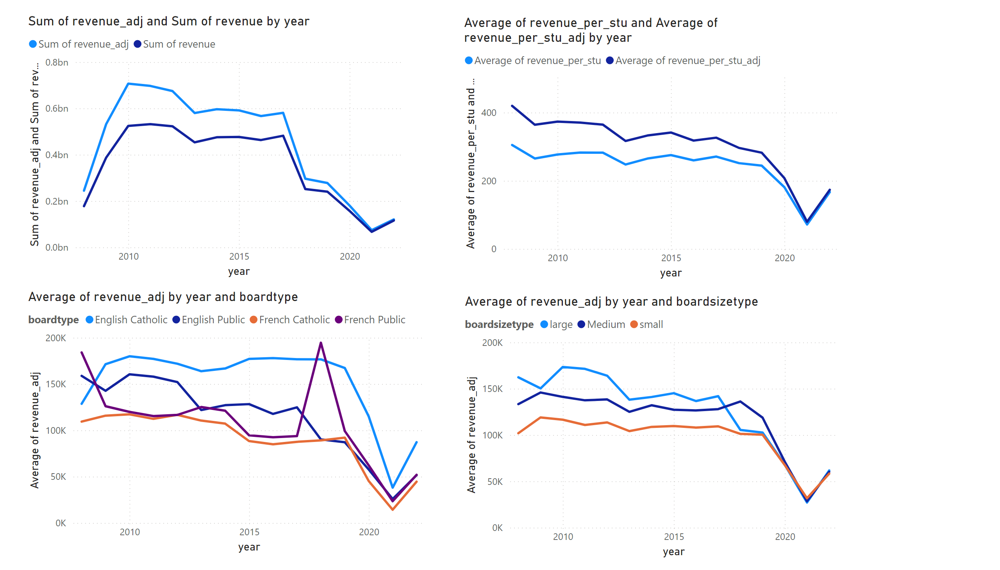 Sum of revenue_adj and Sum of revenue by year
Sum of revenue_adj Sum of revenue
Sum of revenue_adj and Sum of rev...
0.8bn
0.6bn
0.4bn
0.2bn
0.0bn
2010 2015 2020
year
Average of revenue_per_stu and Average of
revenue_per_stu_adj by year
Average of revenue_per_stu Average of revenue_per_stu_adj
Average of revenue_per_stu and ...
400
200
0
2010 2015 2020
year
Average of revenue_adj by year and boardtype
boardtype English Catholic English Public French Catholic French Public
Average of revenue_adj
200K
150K
100K
50K
0K
2010 2015 2020
year
Average of revenue_adj by year and boardsizetype
boardsizetype large Medium small
Average of revenue_adj
200K
150K
100K
50K
0K
2010 2015 2020
year